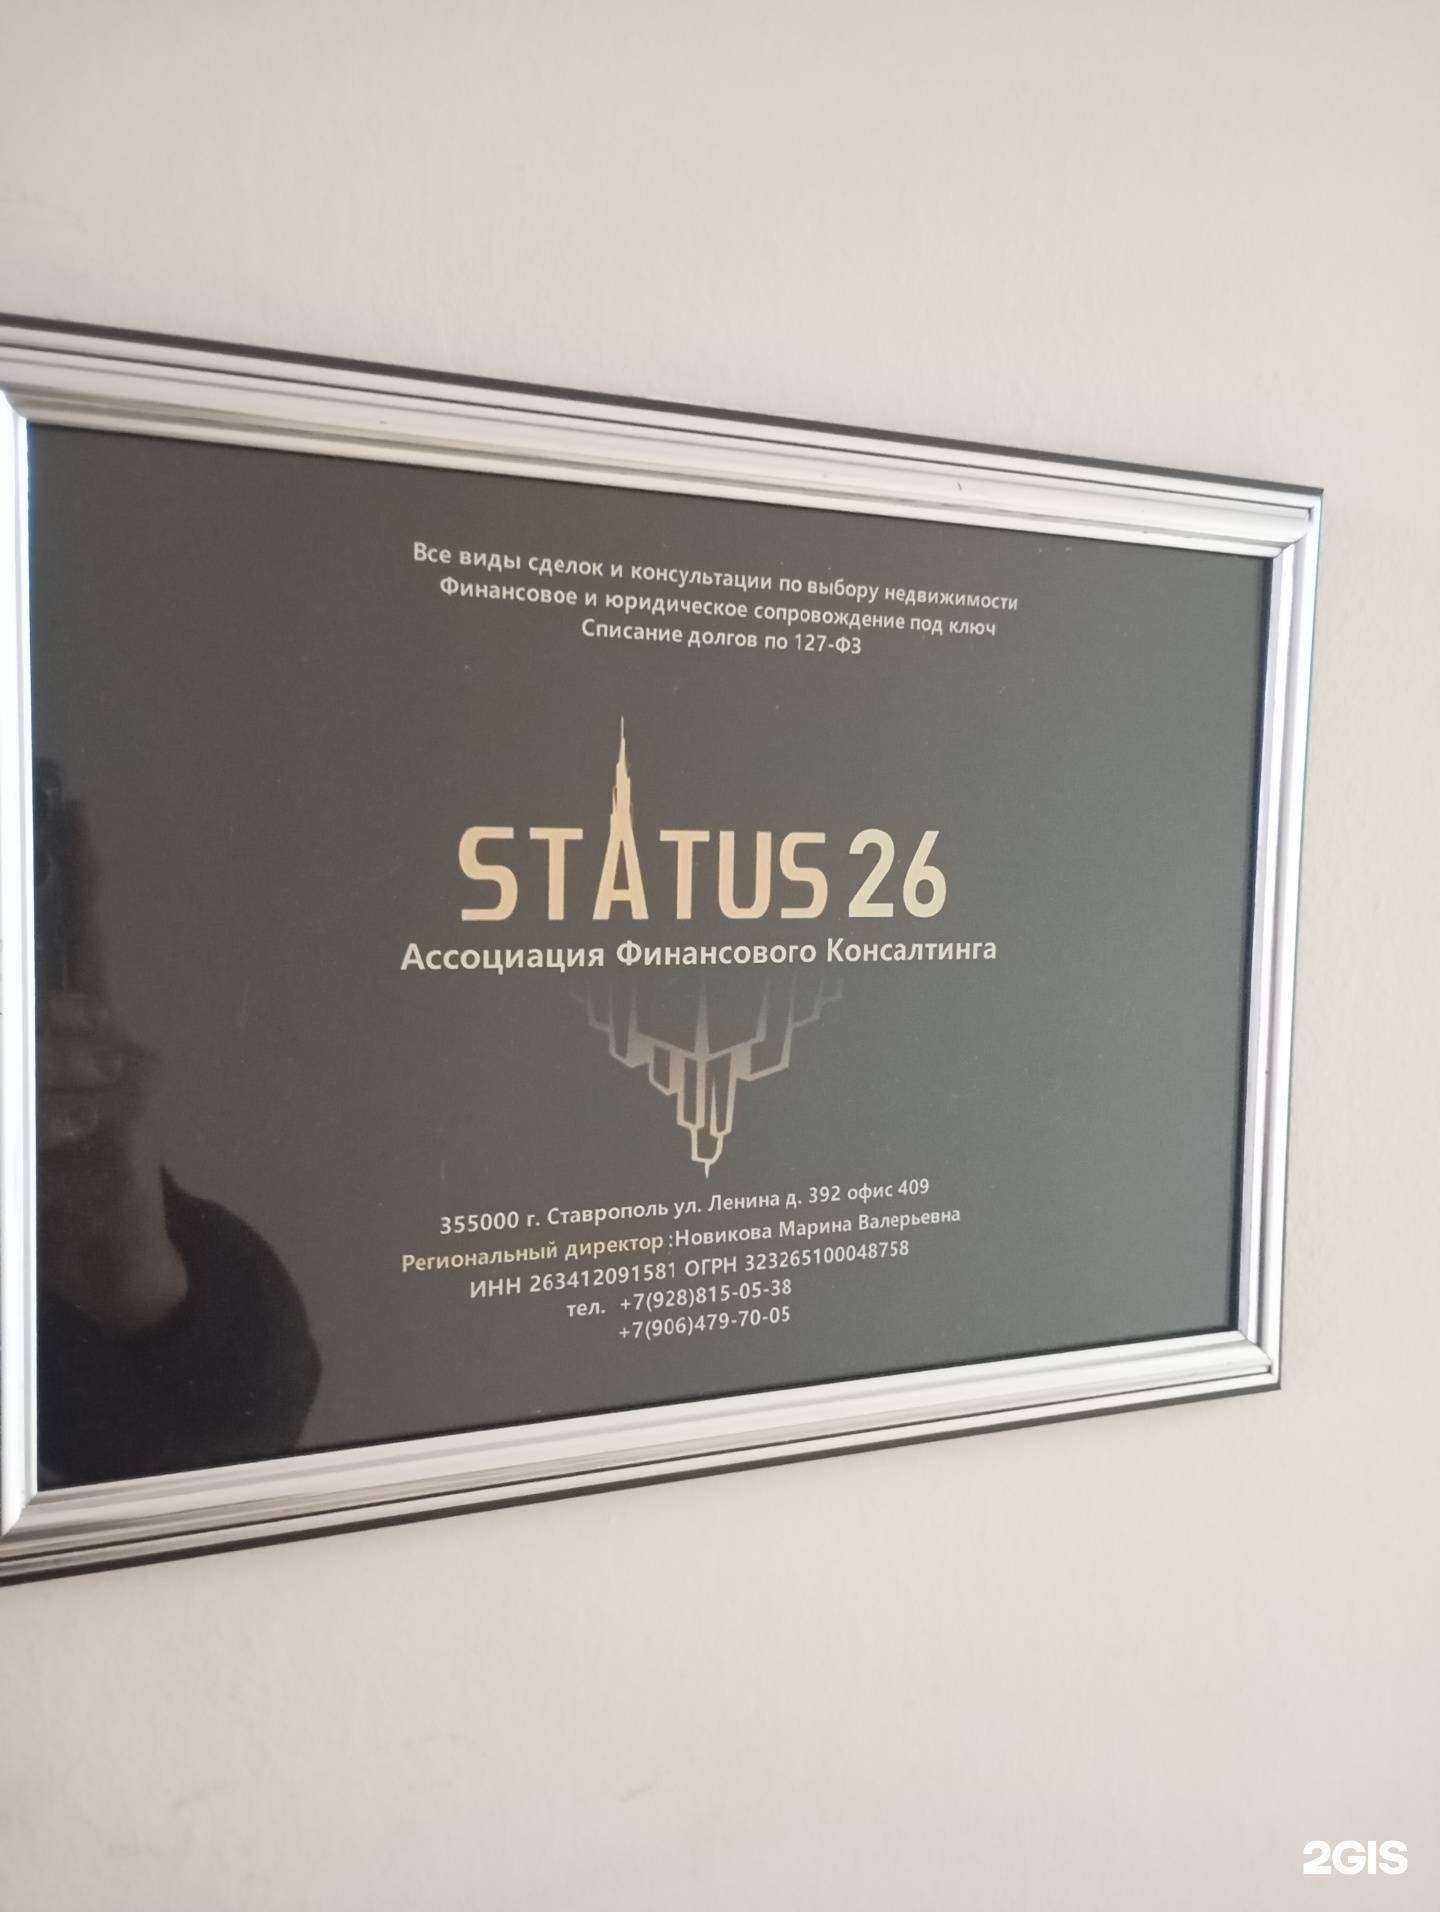 Все виды сделок и консультации по выбору недвижимости
Финансовое и юридическое сопровождение под ключ
Списание долгов по 127-ФЗ
STATUS 26
Ассоциация Финансового Консалтинга
355000 г. Ставрополь ул. Ленина д. 392 офис 409
Региональный директор :Новикова Марина Валерьевна
ИНН 263412091581 ОГРН 323265100048758
тел. +7(928)815-05-38
+7(906)479-70-05
2GIS